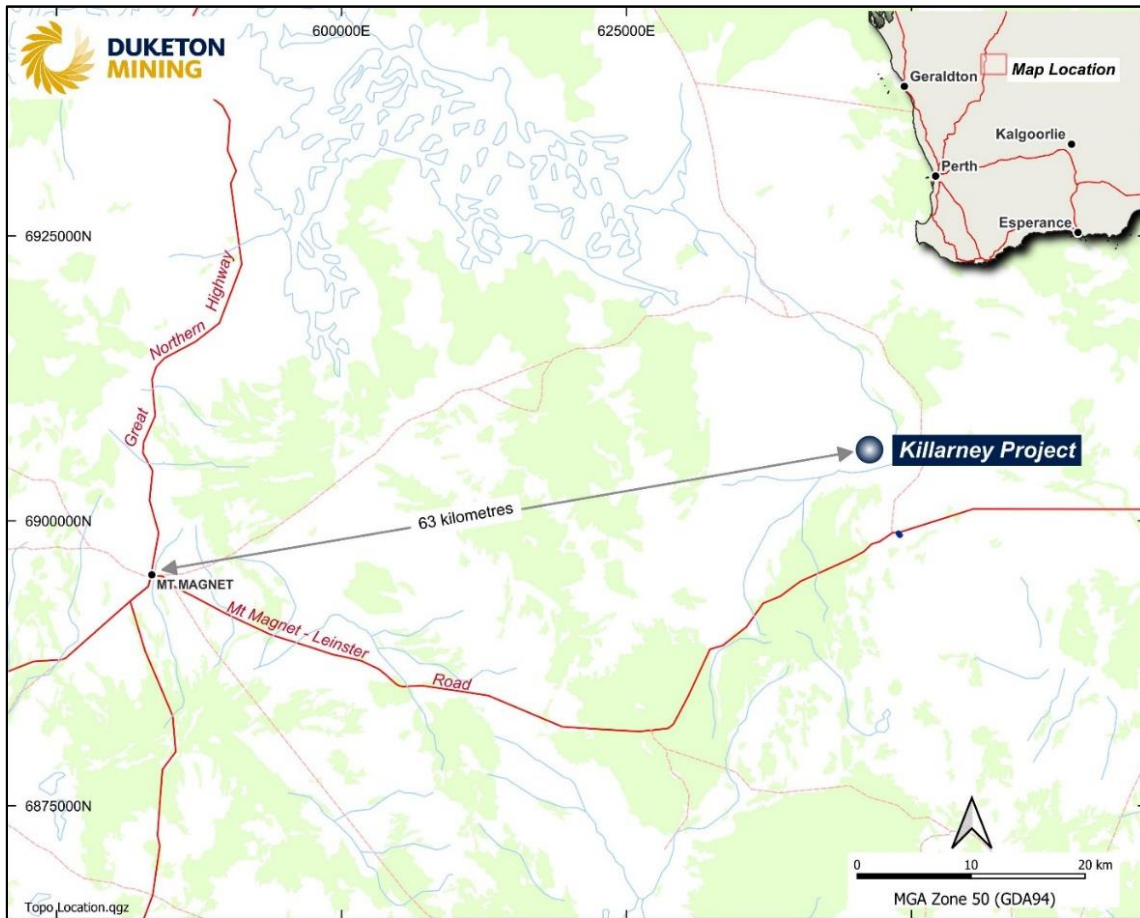 DUKETON
MINING
600000E
625000E
Geraldton
Map Location
Kalgoorlie
Perth
Esperance
6925000N
Great Northern Highway
Killarney Project
63 kilometres
6900000N
MT MAGNET
Mt Magnet - Leinster Road
6875000N
0 10 20 km
MGA Zone 50 (GDA94)
Topo Location.qgz